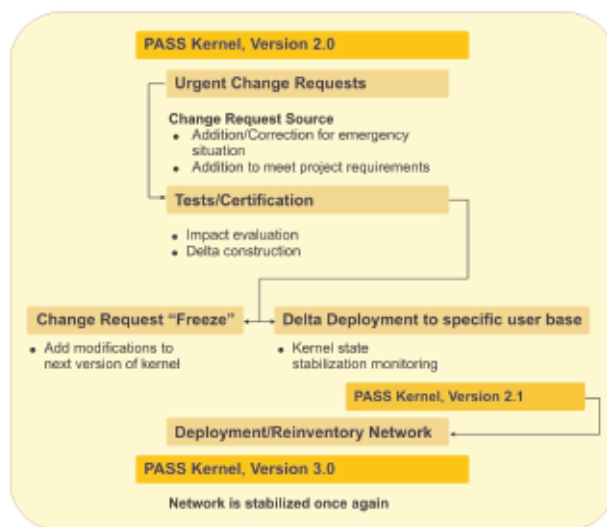 PASS Kernel, Version 2.0
Urgent Change Requests
Change Request Source
• Addition/Correction for emergency
situation
• Addition to meet project requirements
Tests/Certification
• Impact evaluation
• Delta construction
Change Request “Freeze”
• Add modifications to
next version of kernel
Delta Deployment to specific user base
• Kernel state
stabilization monitoring
PASS Kernel, Version 2.1
Deployment/Reinventory Network
PASS Kernel, Version 3.0
Network is stabilized once again